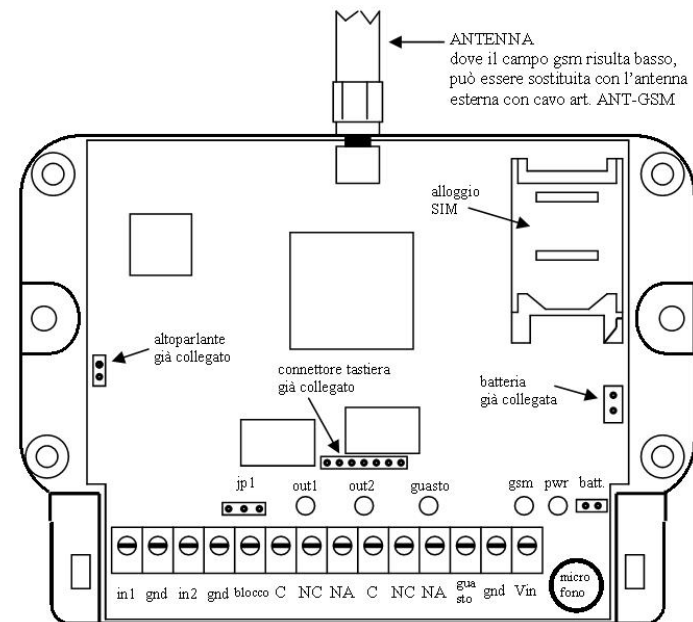 ANTENNA
dove il campo gsm risulta basso,
può essere sostituita con l'antenna
esterna con cavo art. ANT-GSM
alloggio
SIM
altoparlante
già collegato
connettore tastiera
già collegato
batteria
già collegata
jp1 out1 out2 guasto gsm pwr batt.
in1 gnd in2 gnd blocco C NC NA C NC NA gua
sto gnd Vin
micro
fono